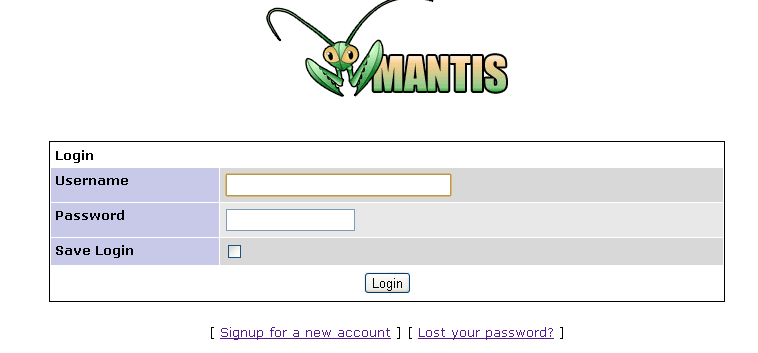 MANTIS
Login
Username
Password
Save Login
Login
[ Signup for a new account ] [ Lost your password? ]